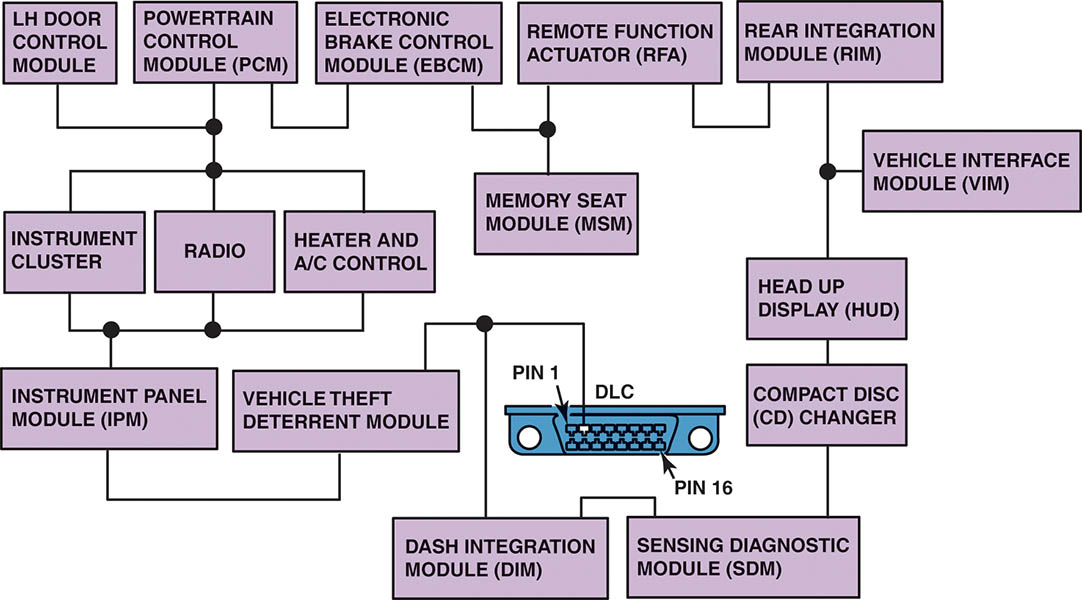 LH DOOR
CONTROL
MODULE
POWERTRAIN
CONTROL
MODULE (PCM)
ELECTRONIC
BRAKE CONTROL
MODULE (EBCM)
REMOTE FUNCTION
ACTUATOR (RFA)
REAR INTEGRATION
MODULE (RIM)
VEHICLE INTERFACE
MODULE (VIM)
MEMORY SEAT
MODULE (MSM)
INSTRUMENT
CLUSTER
RADIO
HEATER AND
A/C CONTROL
HEAD UP
DISPLAY (HUD)
INSTRUMENT PANEL
MODULE (IPM)
VEHICLE THEFT
DETERRENT MODULE
PIN 1
DLC
COMPACT DISC
(CD) CHANGER
PIN 16
DASH INTEGRATION
MODULE (DIM)
SENSING DIAGNOSTIC
MODULE (SDM)